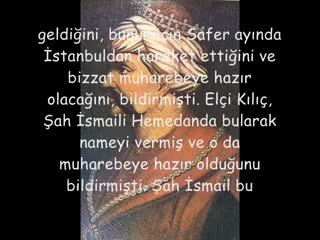 geldiğini, bunun için Safer ayında
İstanbuldan hareket ettiğini ve
bizzat muharebeye hazır
olacağını, bildirmişti. Elçi Kılıç,
Şah İsmaili Hemedanda bularak
nameyi vermiş ve o da
muharebeye hazır olduğunu
bildirmişti. Şah İsmail bu